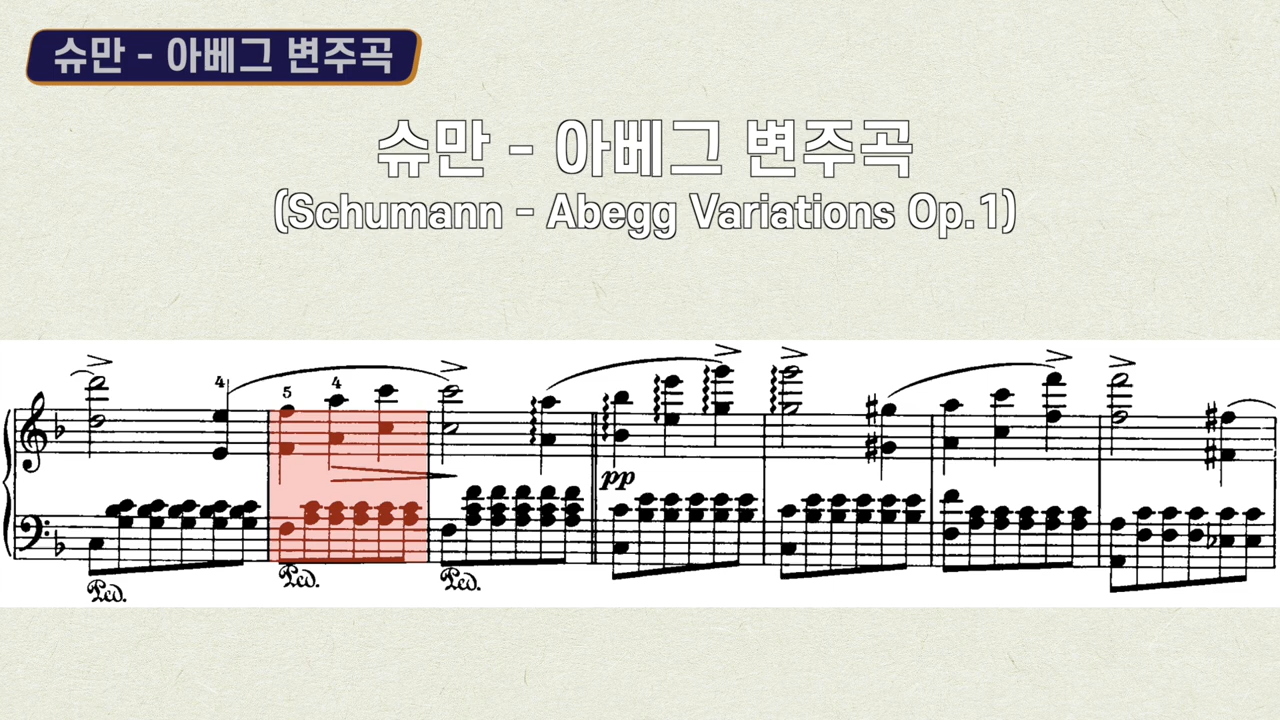 슈만 - 아베그 변주곡
슈만 - 아베그 변주곡
(Schumann - Abegg Variations Op.1)
4 5 4
pp
Ped. Ped. Ped.